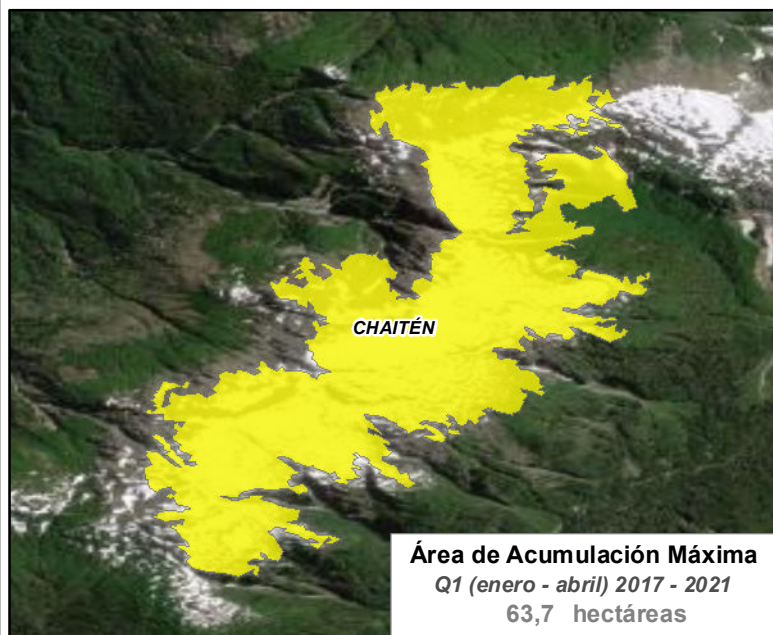 CHAITÉN
Área de Acumulación Máxima
Q1 (enero - abril) 2017 - 2021
63,7 hectáreas